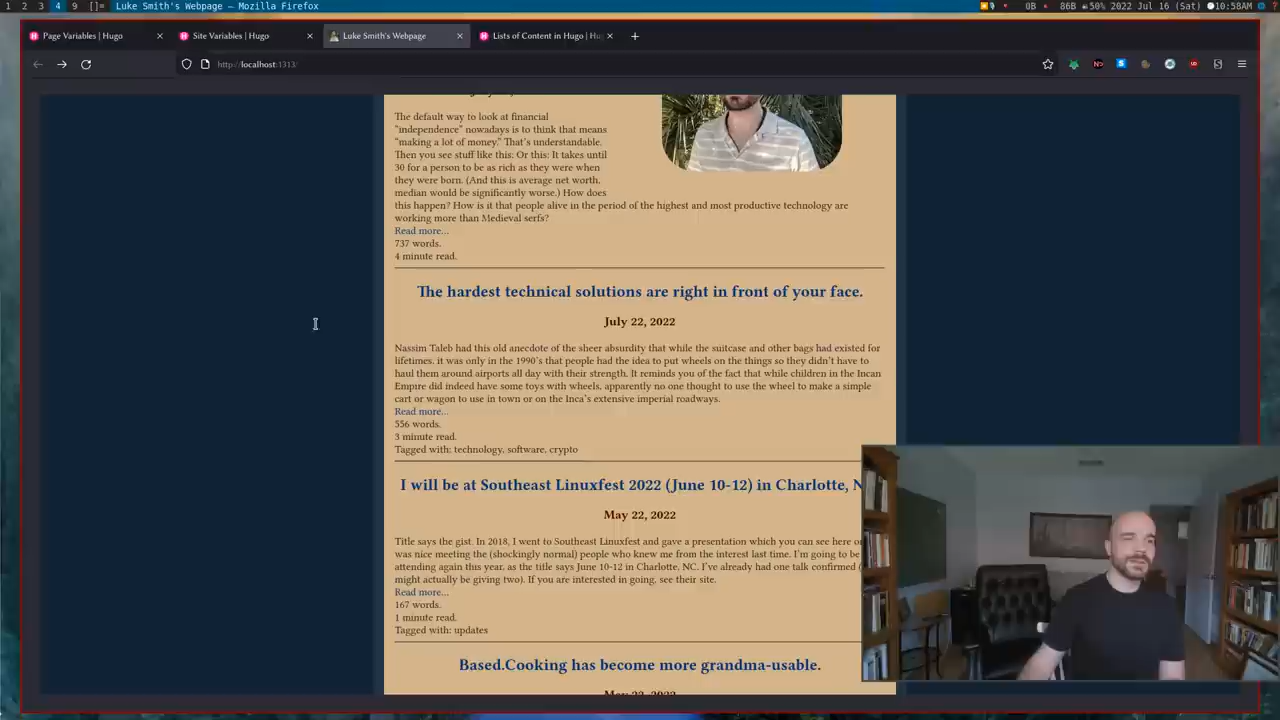 1 2 3 4 9 []= Luke Smith's Webpage — Mozilla Firefox 0B 86B 50% 2022 Jul 16 (Sat) 10:58AM ?
Page Variables | Hugo
Site Variables | Hugo
Luke Smith's Webpage
Lists of Content in Hugo | Hu
http://localhost:1313/
The default way to look at financial
“independence” nowadays is to think that means
“making a lot of money.” That’s understandable.
Then you see stuff like this: Or this: It takes until
30 for a person to be as rich as they were when
they were born. (And this is average net worth,
median would be significantly worse.) How does
this happen? How is it that people alive in the period of the highest and most productive technology are
working more than Medieval serfs?
Read more...
737 words.
4 minute read.
The hardest technical solutions are right in front of your face.
July 22, 2022
Nassim Taleb had this old anecdote of the sheer absurdity that while the suitcase and other bags had existed for
lifetimes, it was only in the 1990’s that people had the idea to put wheels on the things so they didn’t have to
haul them around airports all day with their strength. It reminds you of the fact that while children in the Incan
Empire did indeed have some toys with wheels, apparently no one thought to use the wheel to make a simple
cart or wagon to use in town or on the Inca’s extensive imperial roadways.
Read more...
556 words.
3 minute read.
Tagged with: technology, software, crypto
I will be at Southeast Linuxfest 2022 (June 10-12) in Charlotte, N
May 22, 2022
Title says the gist. In 2018, I went to Southeast Linuxfest and gave a presentation which you can see here o
was nice meeting the (shockingly normal) people who knew me from the interest last time. I’m going to be
attending again this year, as the title says June 10-12 in Charlotte, NC. I’ve already had one talk confirmed (
might actually be giving two). If you are interested in going, see their site.
Read more...
167 words.
1 minute read.
Tagged with: updates
Based.Cooking has become more grandma-usable.
May 22, 2022